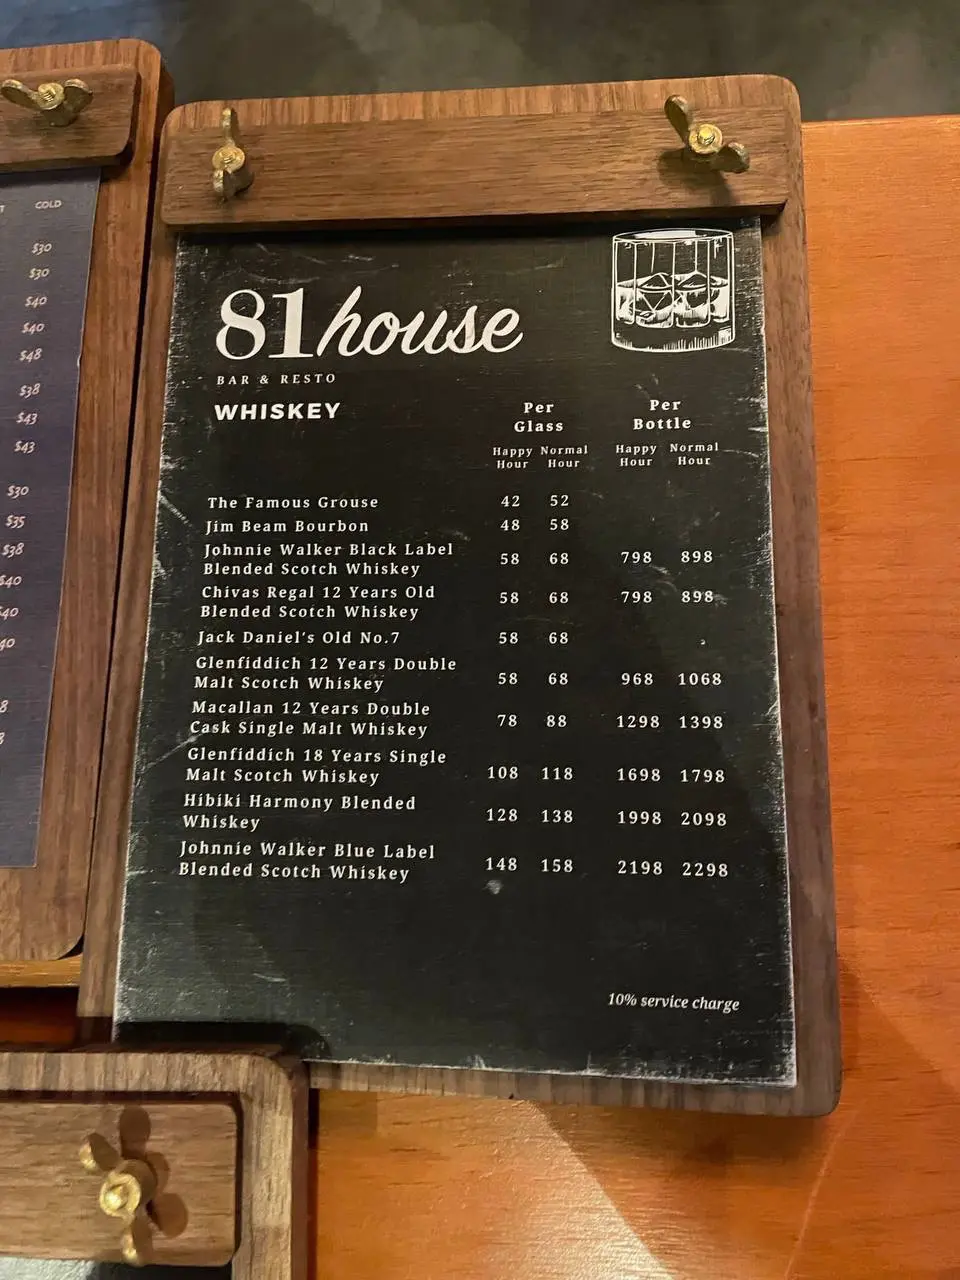 T COLD
$30
$30
$40
$40
$48
$38
$43
$43
$30
$35
$38
$40
$40
81house
BAR & RESTO
WHISKEY
Per Glass Per Bottle
Happy Hour Normal Hour Happy Hour Normal Hour
The Famous Grouse 42 52
Jim Beam Bourbon 48 58
Johnnie Walker Black Label
Blended Scotch Whiskey 58 68 798 898
Chivas Regal 12 Years Old
Blended Scotch Whiskey 58 68 798 898
Jack Daniel's Old No.7 58 68
Glenfiddich 12 Years Double
Malt Scotch Whiskey 58 68 968 1068
Macallan 12 Years Double
Cask Single Malt Whiskey 78 88 1298 1398
Glenfiddich 18 Years Single
Malt Scotch Whiskey 108 118 1698 1798
Hibiki Harmony Blended
Whiskey 128 138 1998 2098
Johnnie Walker Blue Label
Blended Scotch Whiskey 148 158 2198 2298
10% service charge